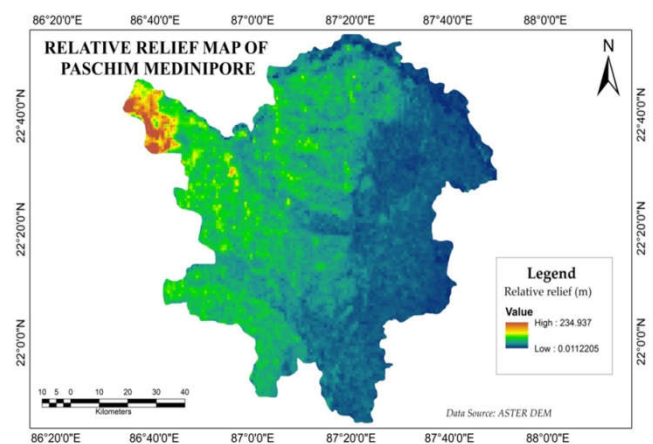 86°20'0"E 86°40'0"E 87°0'0"E 87°20'0"E 87°40'0"E 88°0'0"E
RELATIVE RELIEF MAP OF
PASCHIM MEDINIPORE
N
22°40'0"N 22°40'0"N
22°20'0"N 22°20'0"N
22°0'0"N 22°0'0"N
Legend
Relative relief (m)
Value
High : 234.937
Low : 0.0112205
10 5 0 10 20 30 40
Kilometers
Data Source: ASTER DEM
86°20'0"E 86°40'0"E 87°0'0"E 87°20'0"E 87°40'0"E 88°0'0"E